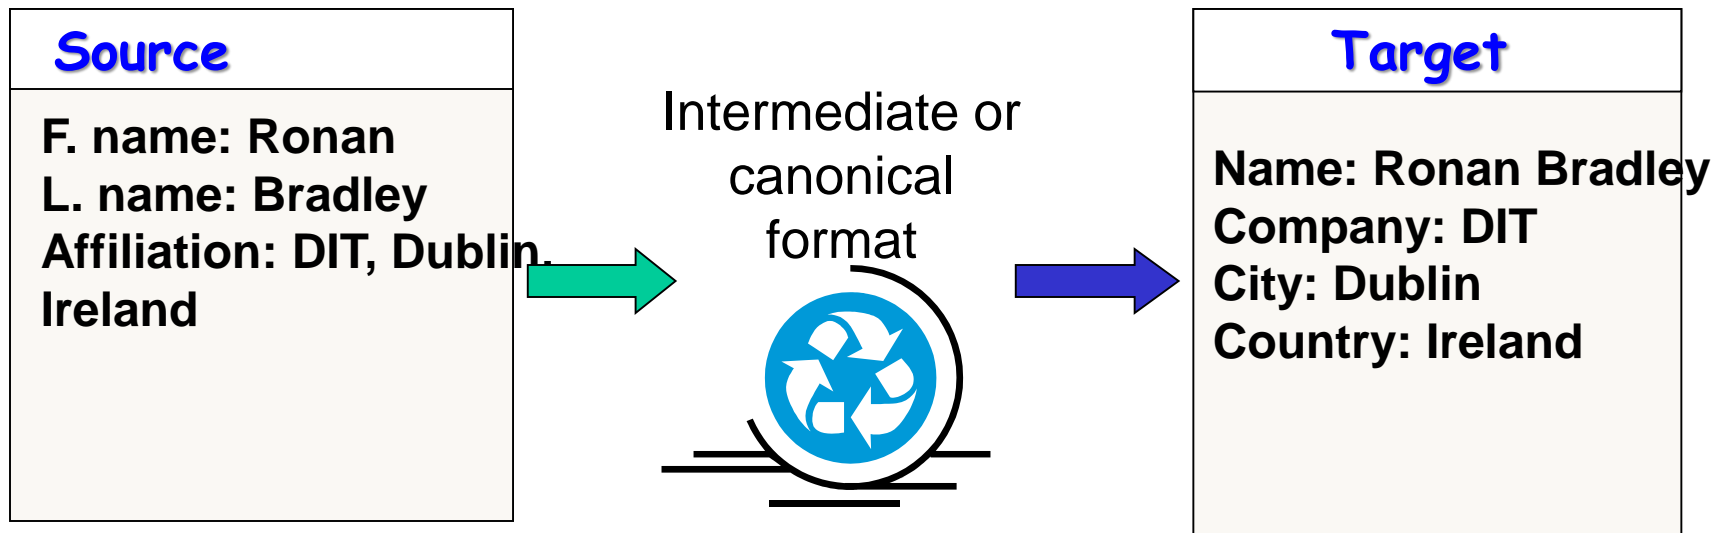 Source
F. name: Ronan
L. name: Bradley
Affiliation: DIT, Dublin,
Ireland
Intermediate or
canonical
format
Target
Name: Ronan Bradley
Company: DIT
City: Dublin
Country: Ireland